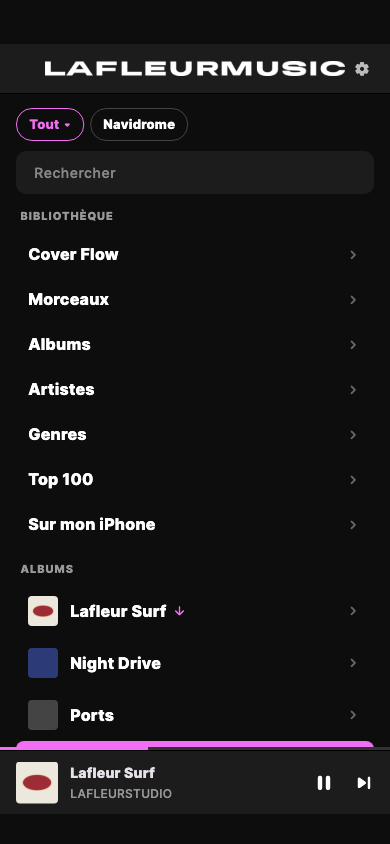 LAFLEURMUSIC
Tout
Navidrome
Rechercher
BIBLIOTHÈQUE
Cover Flow
Morceaux
Albums
Artistes
Genres
Top 100
Sur mon iPhone
ALBUMS
Lafleur Surf
Night Drive
Ports
Lafleur Surf
LAFLEURSTUDIO